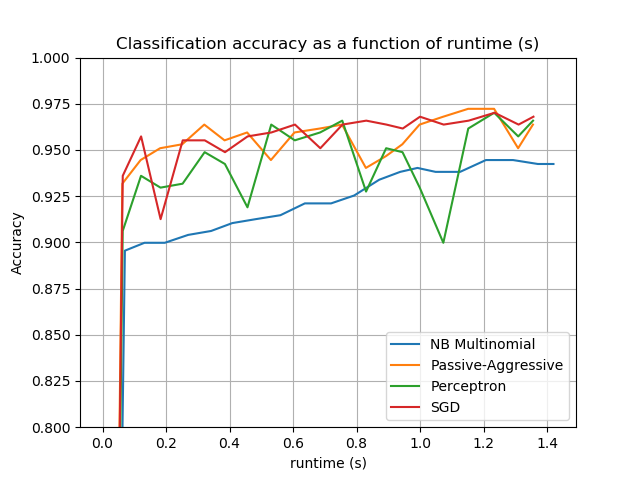 Classification accuracy as a function of runtime (s)
1.000
0.975
0.950
0.925
0.900
0.875
0.850
0.825
0.800
Accuracy
NB Multinomial
Passive-Aggressive
Perceptron
SGD
0.0 0.2 0.4 0.6 0.8 1.0 1.2 1.4
runtime (s)